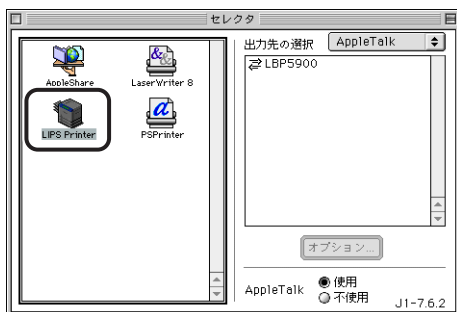 セレクタ
AppleShare
LaserWriter 8
LIPS Printer
PSPrinter
出力先の選択
AppleTalk
LBP5900
オプション...
AppleTalk
使用
不使用
J1-7.6.2